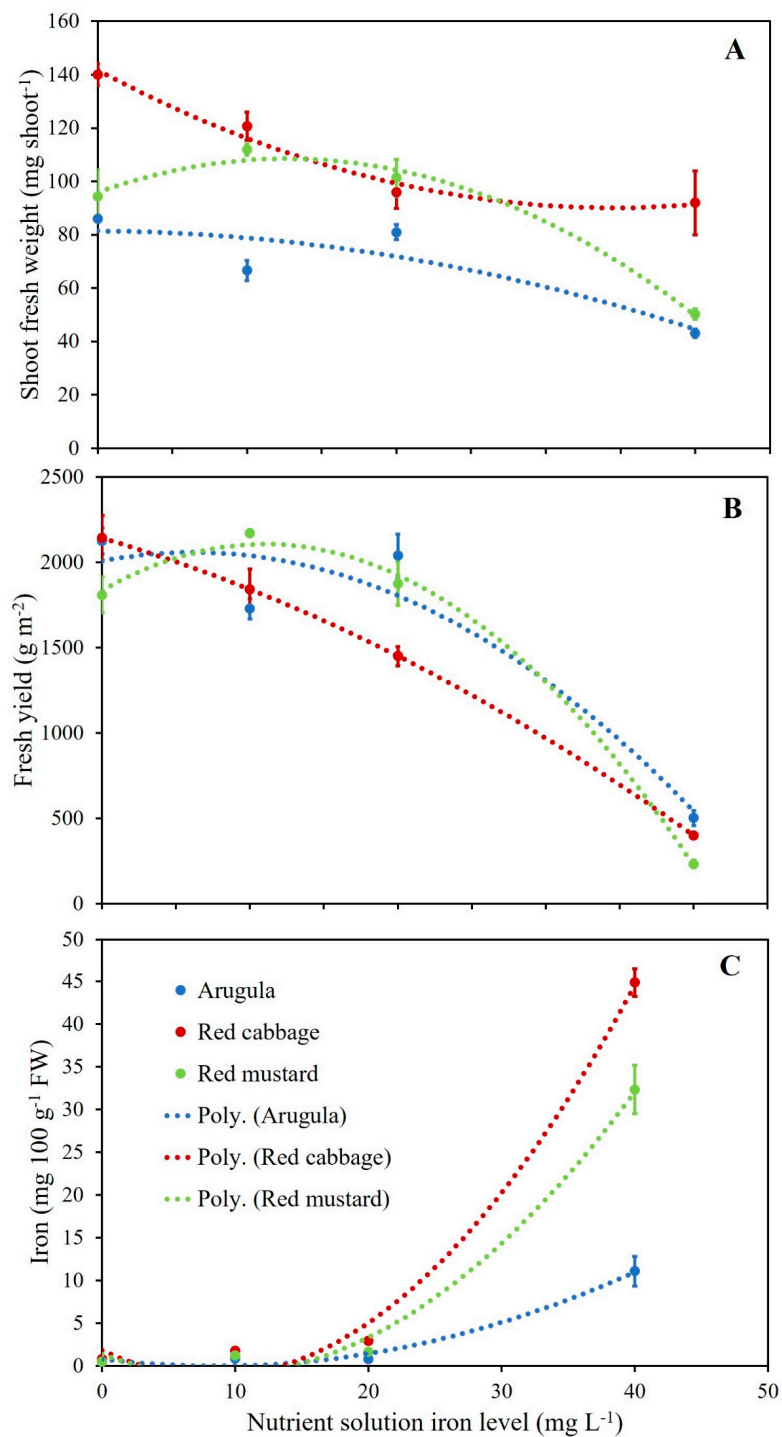 160
140
120
100
80
60
40
20
0
Shoot fresh weight (mg shoot⁻¹)
A
2500
2000
1500
1000
500
0
Fresh yield (g m⁻²)
B
50
45
40
35
30
25
20
15
10
5
0
Iron (mg 100 g⁻¹ FW)
C
Arugula
Red cabbage
Red mustard
Poly. (Arugula)
Poly. (Red cabbage)
Poly. (Red mustard)
0 10 20 30 40 50
Nutrient solution iron level (mg L⁻¹)